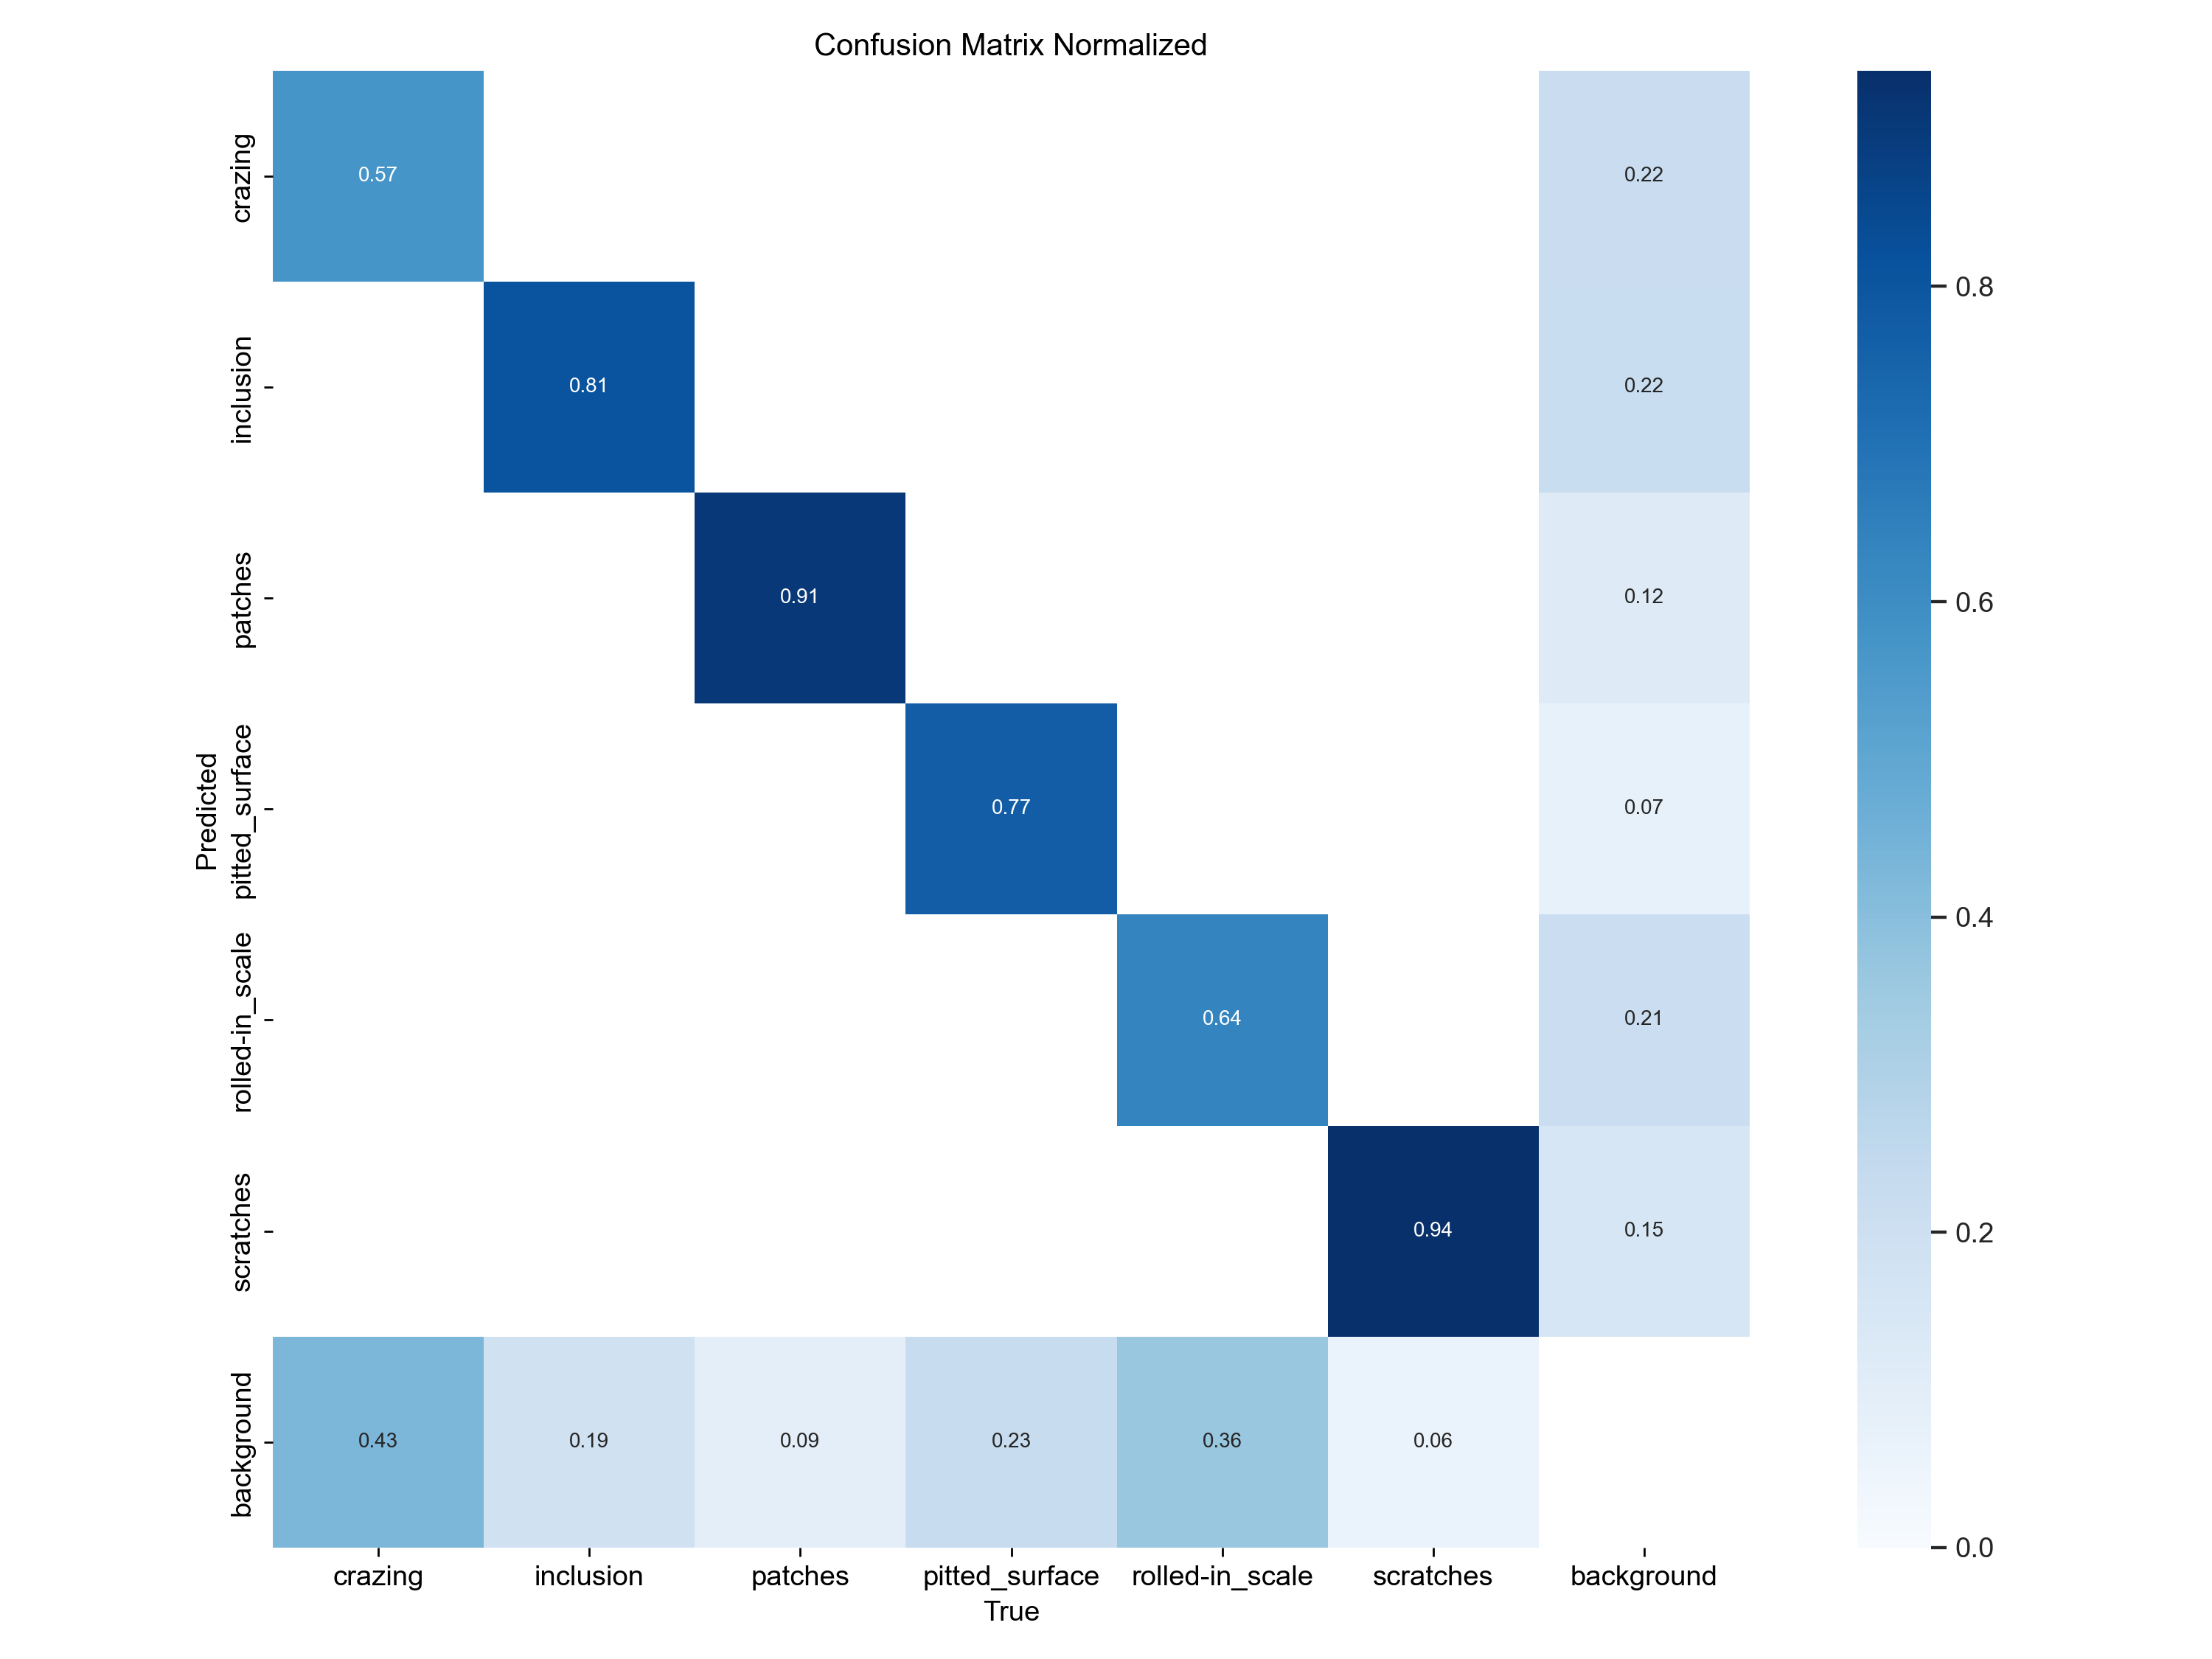 Confusion Matrix Normalized
crazing
0.57
0.22
inclusion
0.81
0.22
0.8
patches
0.91
0.12
0.6
Predicted
pitted_surface
0.77
0.07
0.4
rolled-in_scale
0.64
0.21
scratches
0.94
0.15
0.2
background
0.43 0.19 0.09 0.23 0.36 0.06
0.0
crazing inclusion patches pitted_surface rolled-in_scale scratches background
True